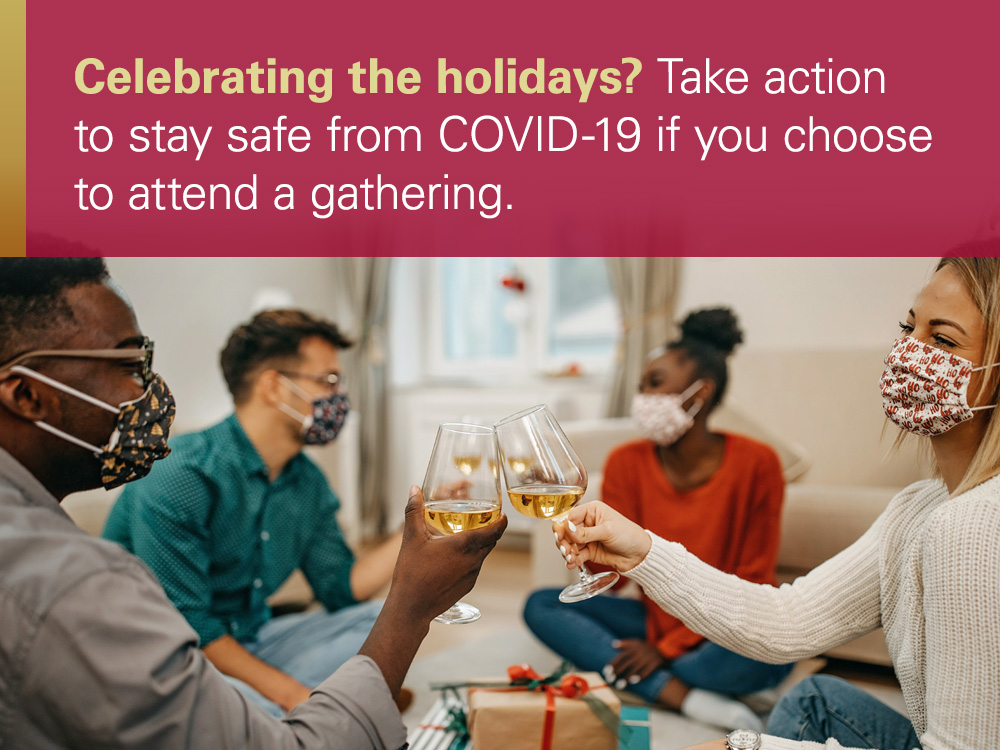 Celebrating the holidays? Take action
to stay safe from COVID-19 if you choose
to attend a gathering.